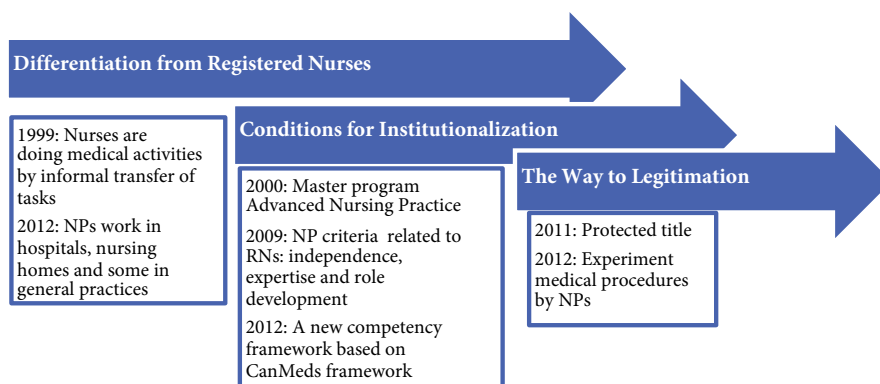 Differentiation from Registered Nurses
1999: Nurses are
doing medical activities
by informal transfer of
tasks
2012: NPs work in
hospitals, nursing
homes and some in
general practices
Conditions for Institutionalization
2000: Master program
Advanced Nursing Practice
2009: NP criteria related to
RNs: independence,
expertise and role
development
2012: A new competency
framework based on
CanMeds framework
The Way to Legitimation
2011: Protected title
2012: Experiment
medical procedures
by NPs